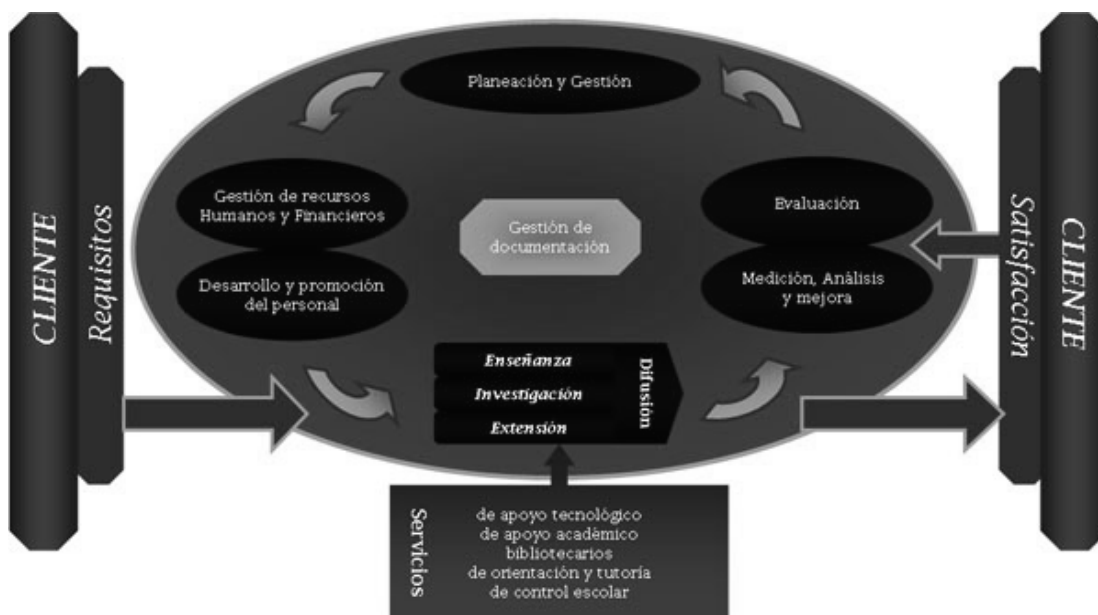 CLIENTE
Requisitos
Planeación y Gestión
Gestión de recursos
Humanos y Financieros
Desarrollo y promoción
del personal
Gestión de
documentación
Evaluación
Medición, Análisis
y mejora
Enseñanza
Investigación
Extensión
Difusión
Servicios
de apoyo tecnológico
de apoyo académico
bibliotecarios
de orientación y tutoría
de control escolar
Satisfacción
CLIENTE